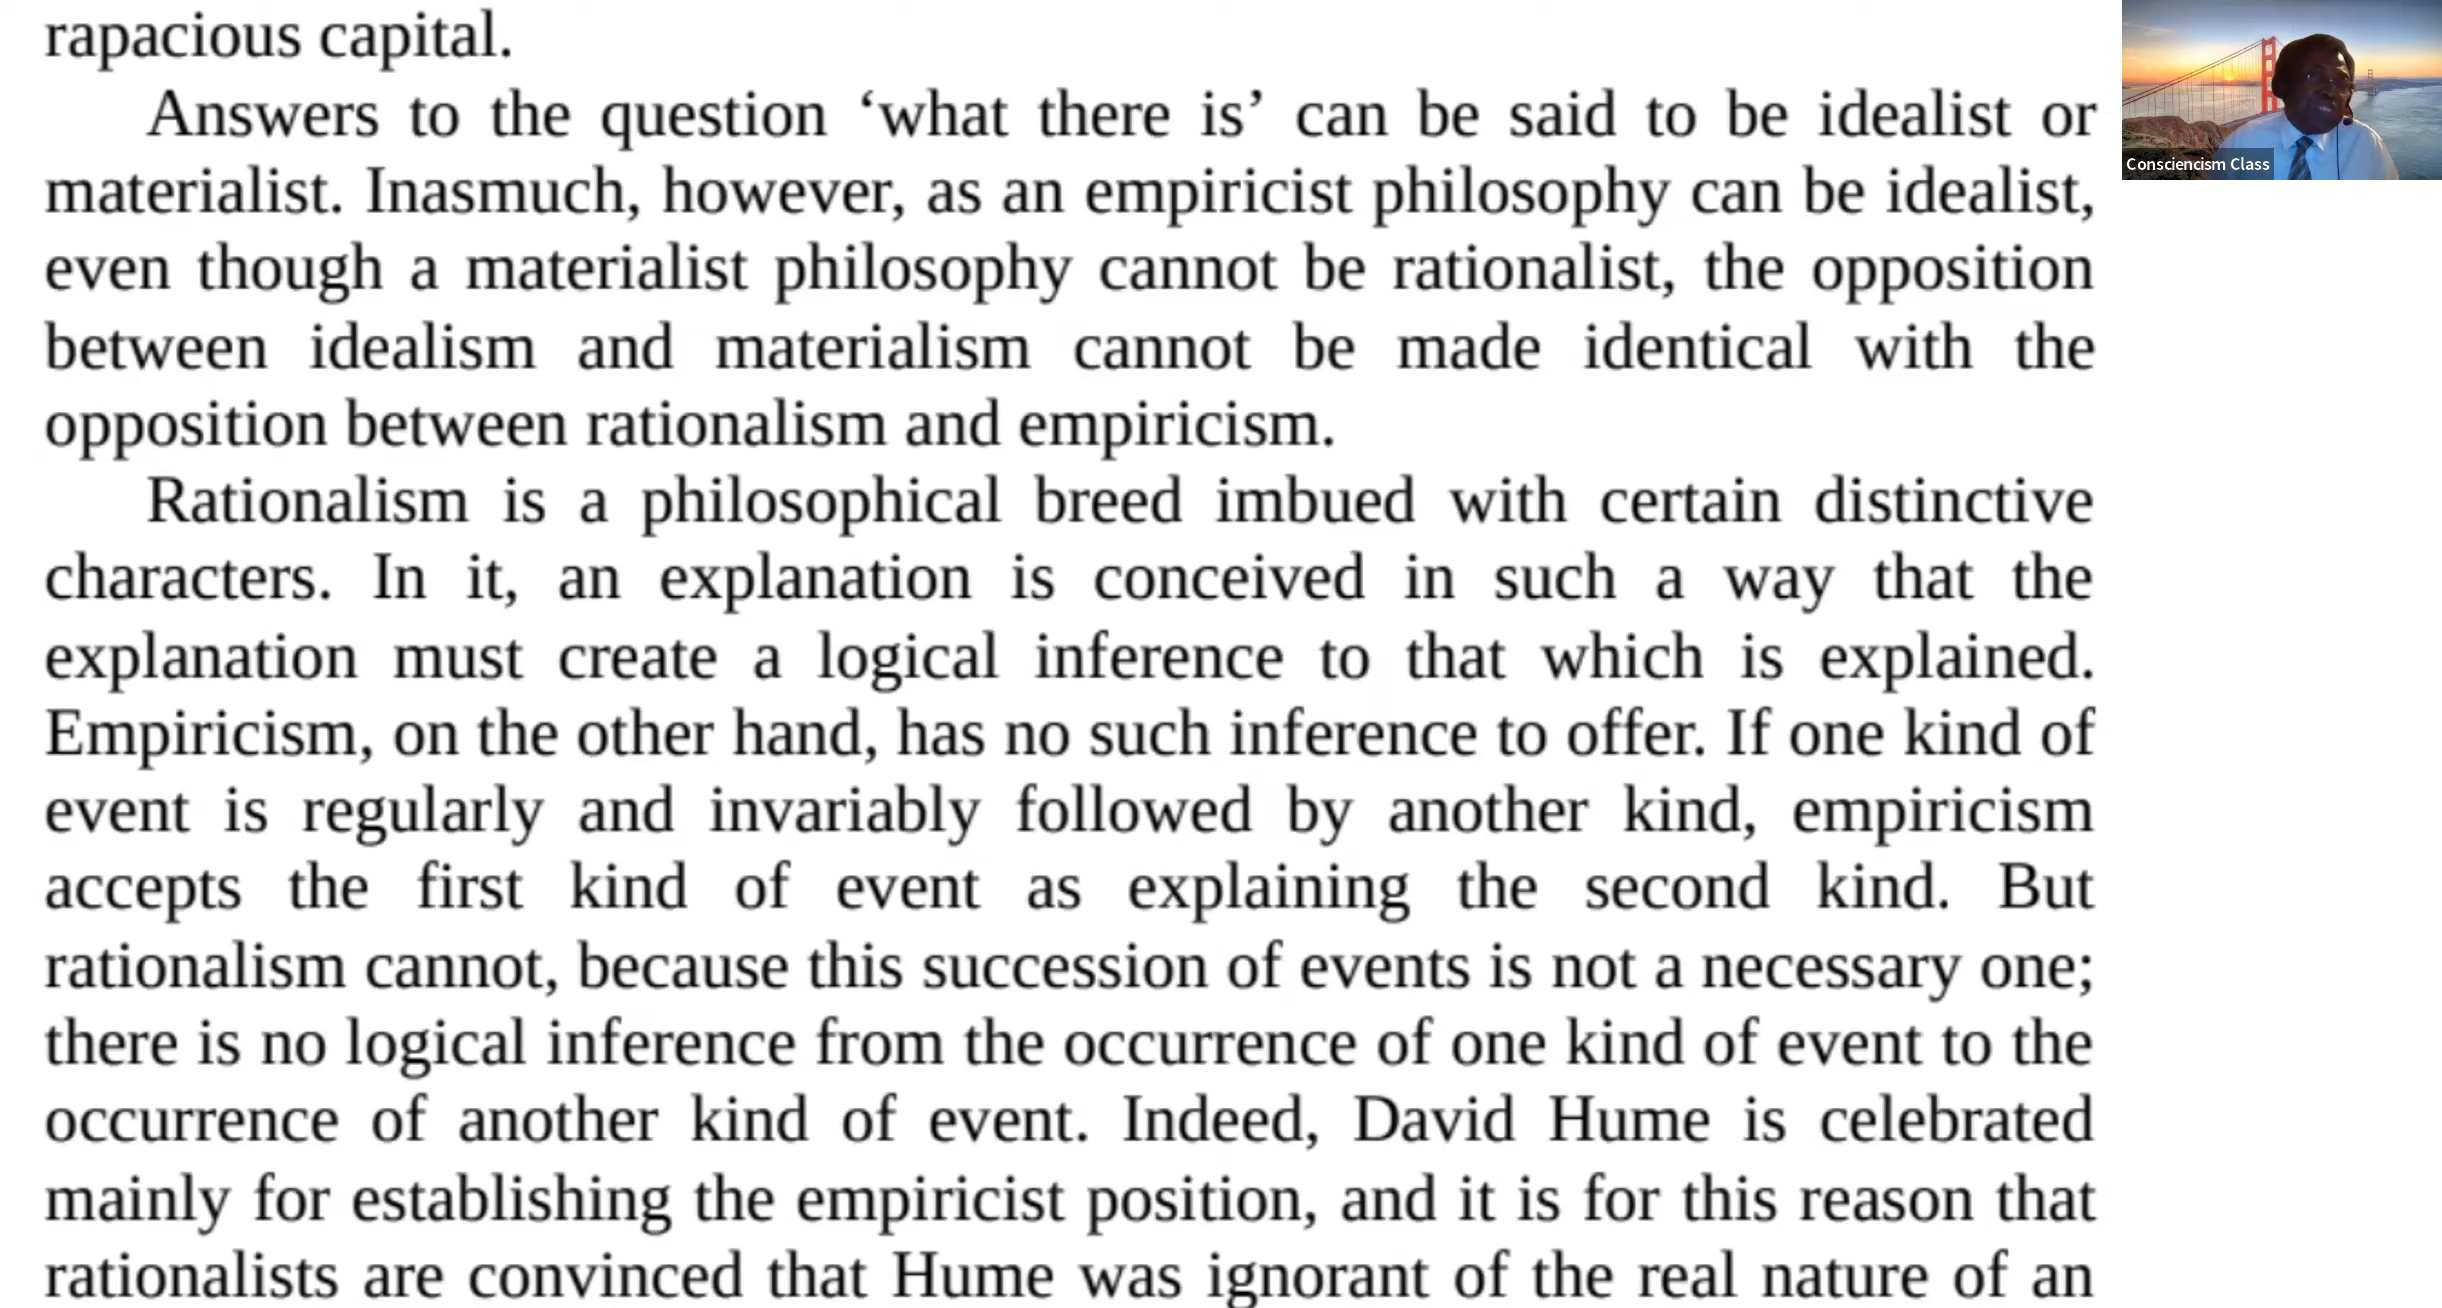 rapacious capital.
Answers to the question ‘what there is’ can be said to be idealist or
materialist. Inasmuch, however, as an empiricist philosophy can be idealist,
even though a materialist philosophy cannot be rationalist, the opposition
between idealism and materialism cannot be made identical with the
opposition between rationalism and empiricism.
Rationalism is a philosophical breed imbued with certain distinctive
characters. In it, an explanation is conceived in such a way that the
explanation must create a logical inference to that which is explained.
Empiricism, on the other hand, has no such inference to offer. If one kind of
event is regularly and invariably followed by another kind, empiricism
accepts the first kind of event as explaining the second kind. But
rationalism cannot, because this succession of events is not a necessary one;
there is no logical inference from the occurrence of one kind of event to the
occurrence of another kind of event. Indeed, David Hume is celebrated
mainly for establishing the empiricist position, and it is for this reason that
rationalists are convinced that Hume was ignorant of the real nature of an
Consciencism Class